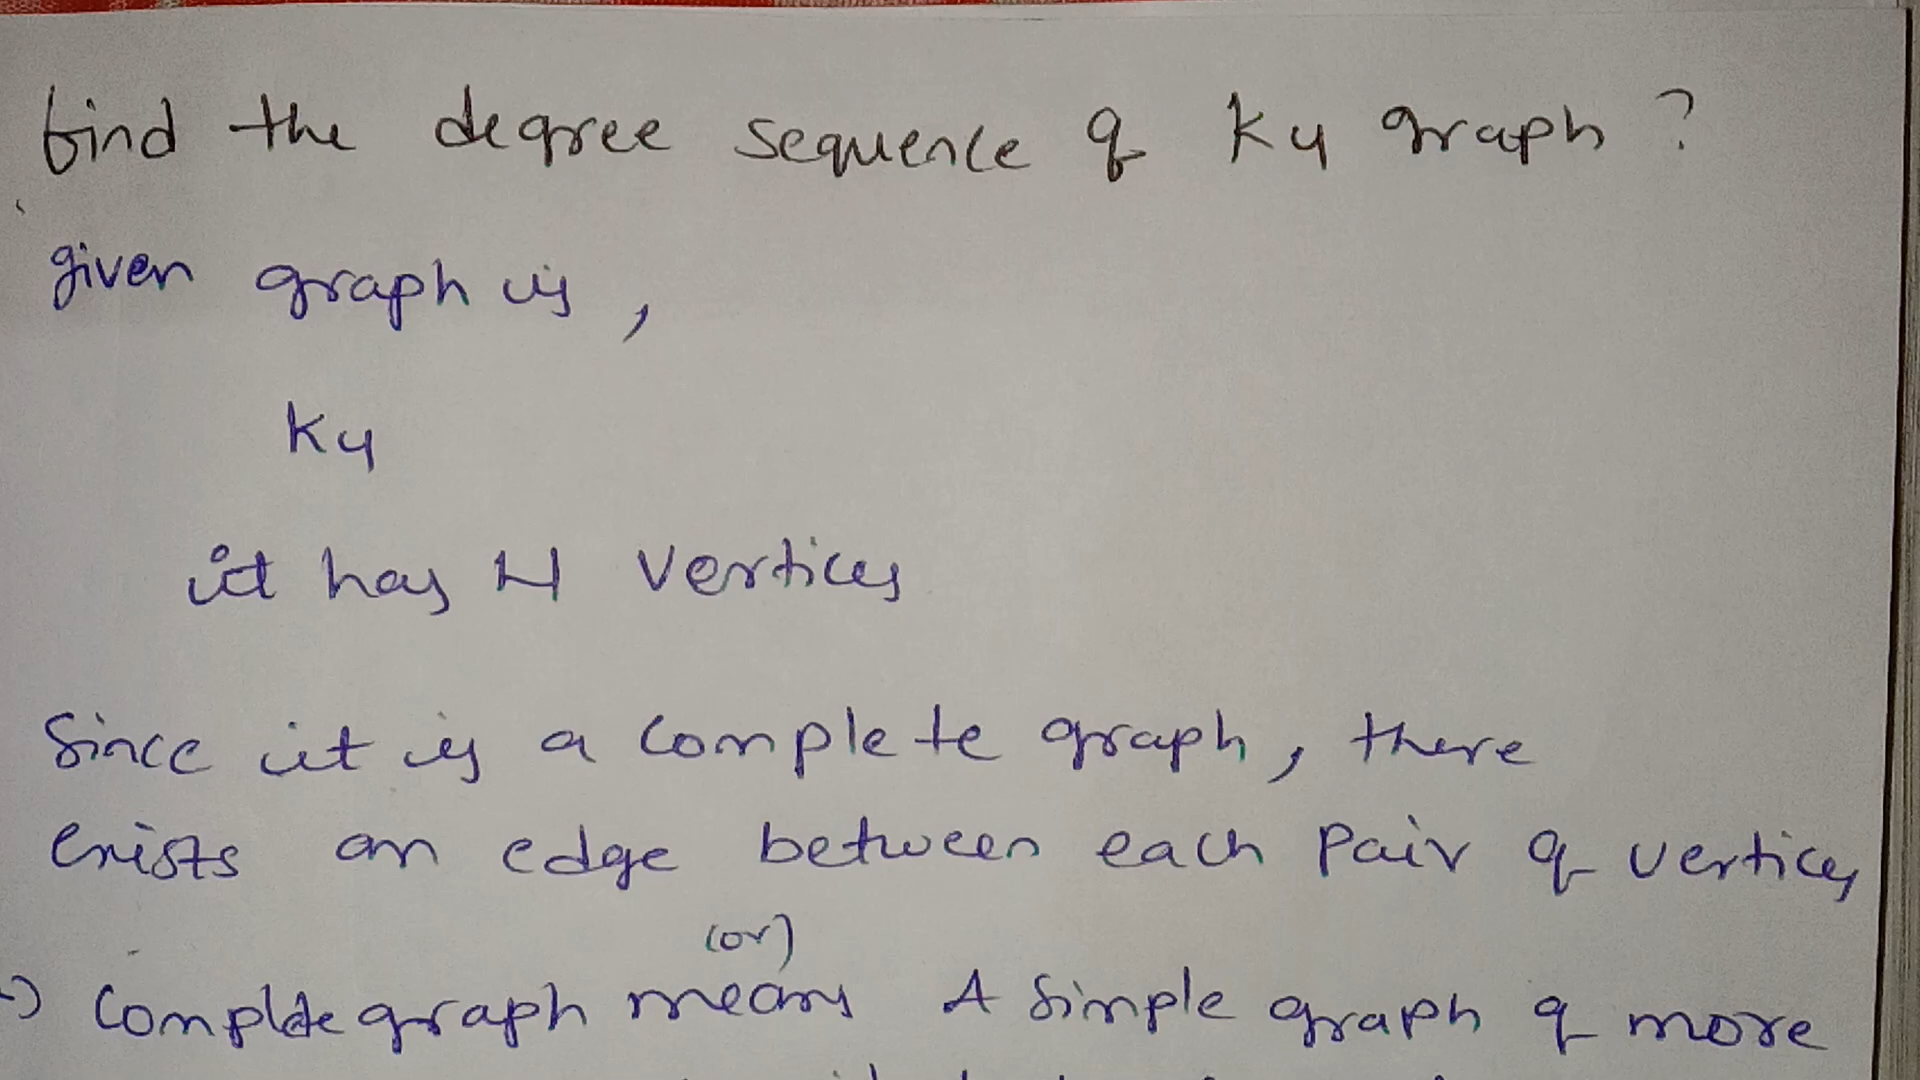 find the degree sequence of K4 graph ?
given graph is,
K4
it has 4 vertices
Since it is a complete graph, there
exists an edge between each pair of vertices
(or)
complete graph means A simple graph of more